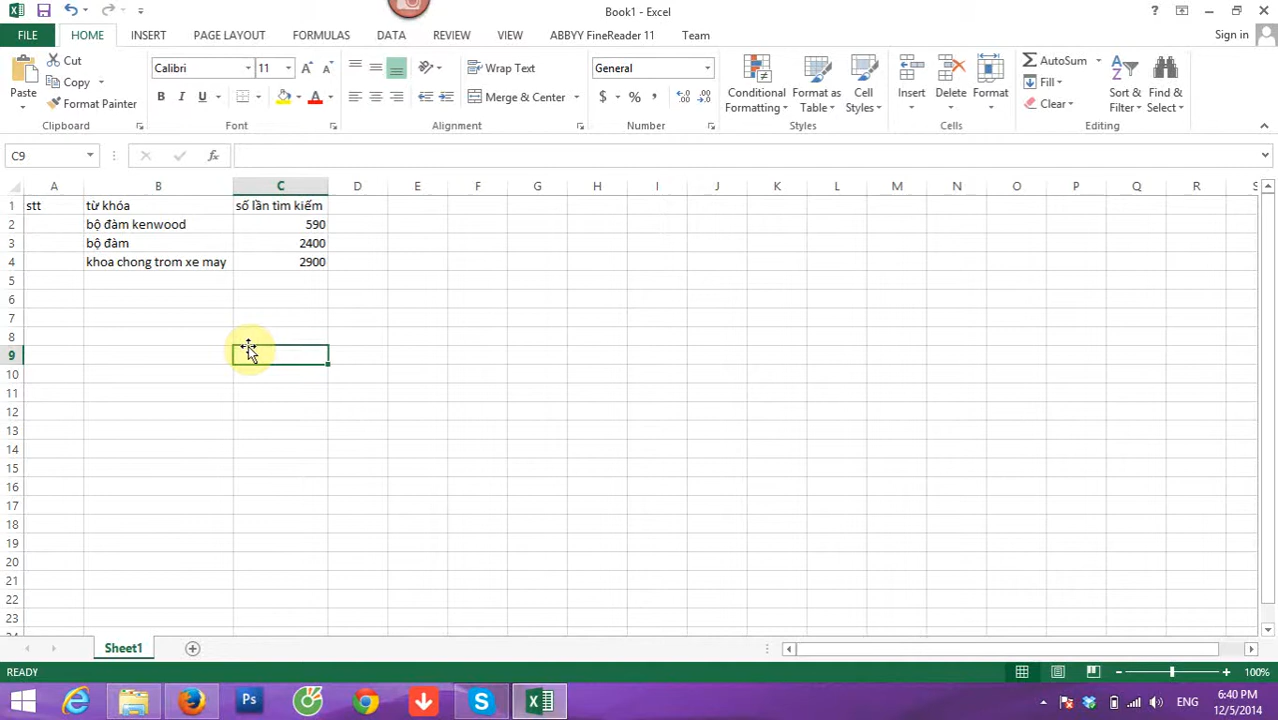 Book1 - Excel
?
FILE HOME INSERT PAGE LAYOUT FORMULAS DATA REVIEW VIEW ABBYY FineReader 11 Team Sign in
Paste
Cut
Copy
Format Painter
Clipboard
Calibri 11
B I U
Font
Wrap Text
Merge & Center
Alignment
General
$ % ,
Number
Conditional Formatting
Format as Table
Cell Styles
Styles
Insert Delete Format
Cells
AutoSum
Fill
Clear
Sort & Filter
Find & Select
Editing
C9 fx
A B C D E F G H I J K L M N O P Q R S
1 stt từ khóa số lần tìm kiếm
2 bộ đàm kenwood 590
3 bộ đàm 2400
4 khoa chong trom xe may 2900
5
6
7
8
9
10
11
12
13
14
15
16
17
18
19
20
21
22
23
24
Sheet1
READY 100%
Ps ENG 6:40 PM
12/5/2014